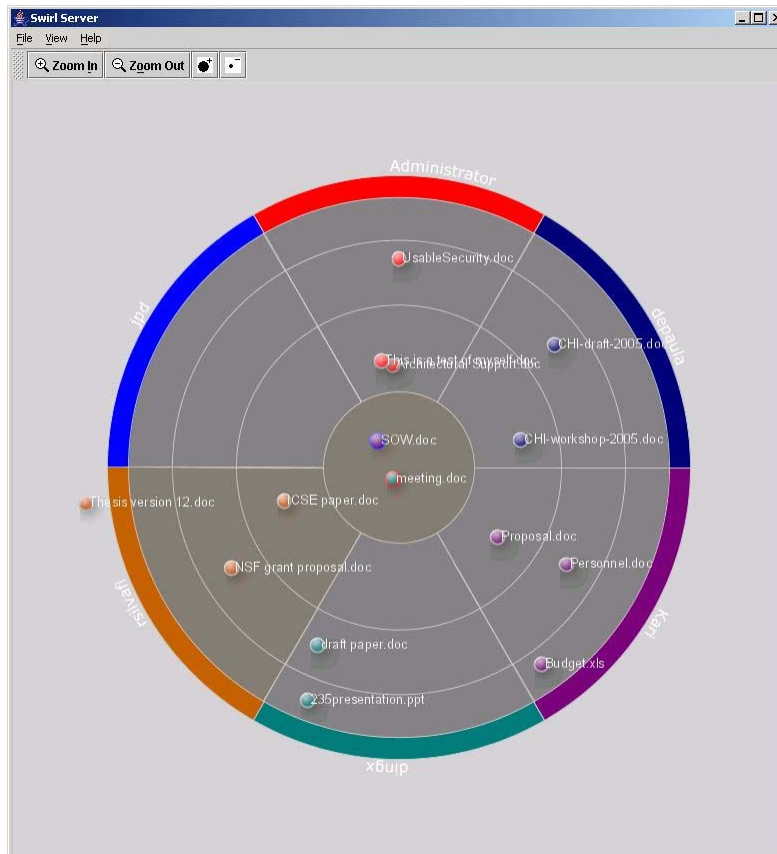 Swirl Server
File View Help
Zoom In Zoom Out
Administrator
UsableSecurity.doc
jpd
depaula
CHI-draft-2005.doc
This is a test of myself.doc
Architectural Support.doc
SOW.doc
CHI-workshop-2005.doc
meeting.doc
Thesis version 12.doc
ICSE paper.doc
Proposal.doc
Personnel.doc
NSF grant proposal.doc
rsilvafi
Kari
draft paper.doc
Budget.xls
235presentation.ppt
dingx